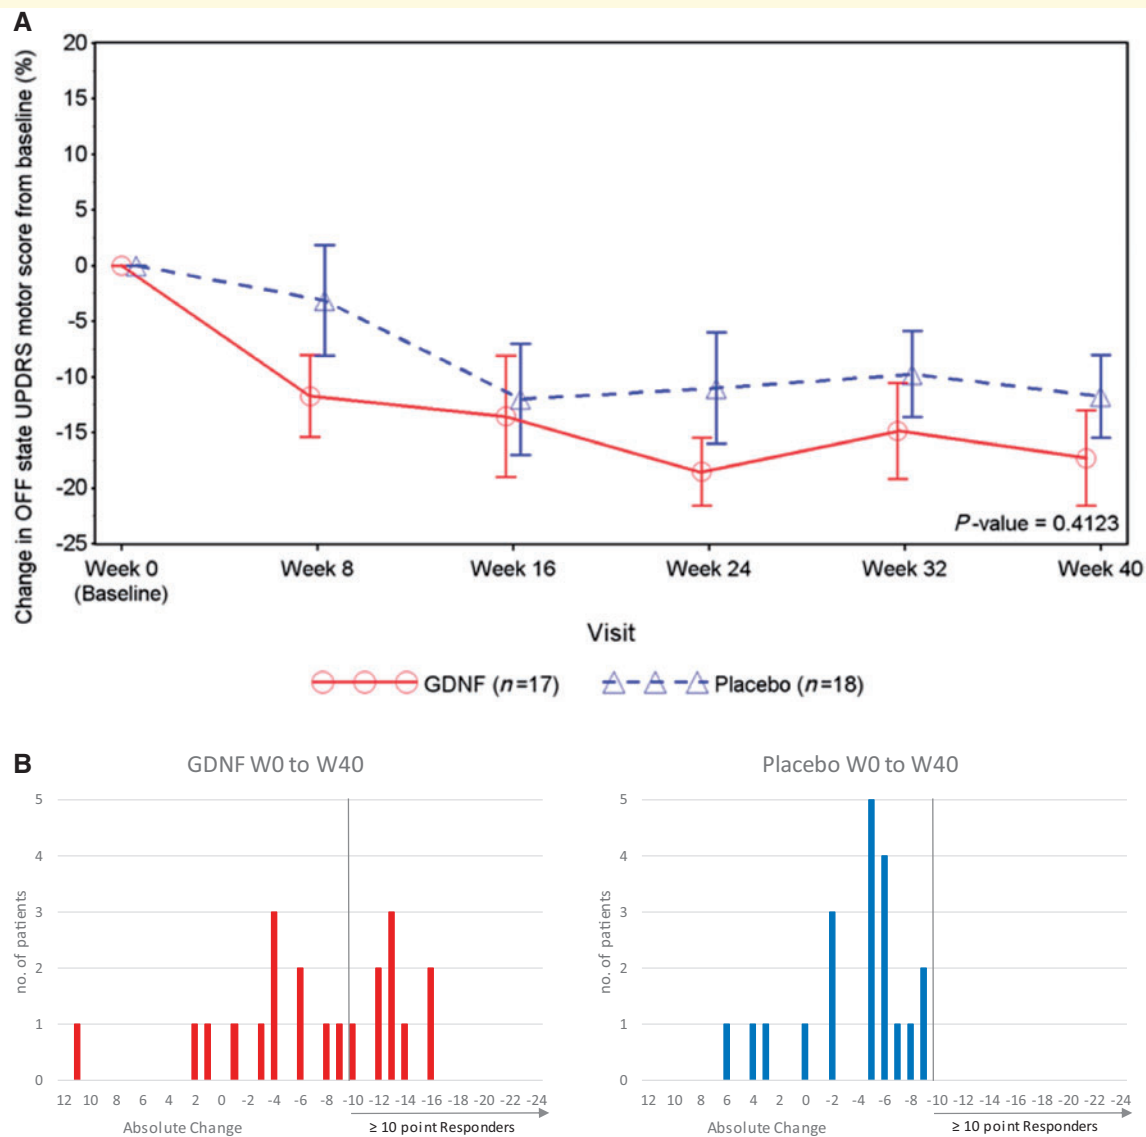 A
Change in OFF state UPDRS motor score from baseline (%)
20
15
10
5
0
-5
-10
-15
-20
-25
P-value = 0.4123
Week 0 Week 8 Week 16 Week 24 Week 32 Week 40
(Baseline)
Visit
GDNF (n=17) Placebo (n=18)
B
GDNF W0 to W40
no. of patients
5
4
3
2
1
0
12 10 8 6 4 2 0 -2 -4 -6 -8 -10 -12 -14 -16 -18 -20 -22 -24
Absolute Change ≥ 10 point Responders
Placebo W0 to W40
no. of patients
5
4
3
2
1
0
12 10 8 6 4 2 0 -2 -4 -6 -8 -10 -12 -14 -16 -18 -20 -22 -24
Absolute Change ≥ 10 point Responders